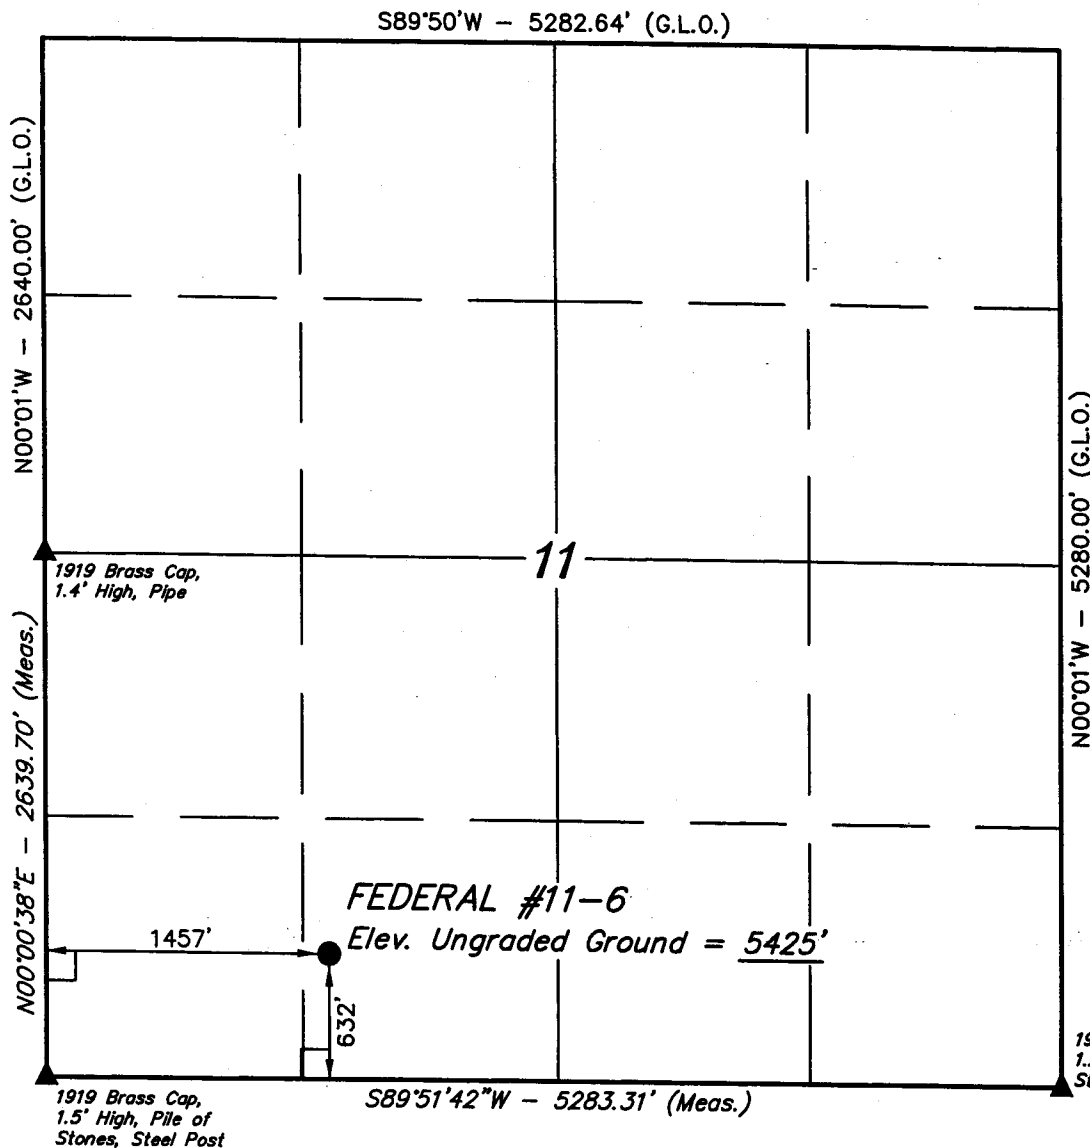 S89°50'W - 5282.64' (G.L.O.)
N00°01'W - 2640.00' (G.L.O.)
N00°01'W - 5280.00' (G.L.O.)
11
1919 Brass Cap,
1.4' High, Pipe
N00°00'38"E - 2639.70' (Meas.)
FEDERAL #11-6
Elev. Ungraded Ground = 5425'
1457'
632'
1919 Brass Cap,
1.5' High, Pile of
Stones, Steel Post
S89°51'42"W - 5283.31' (Meas.)